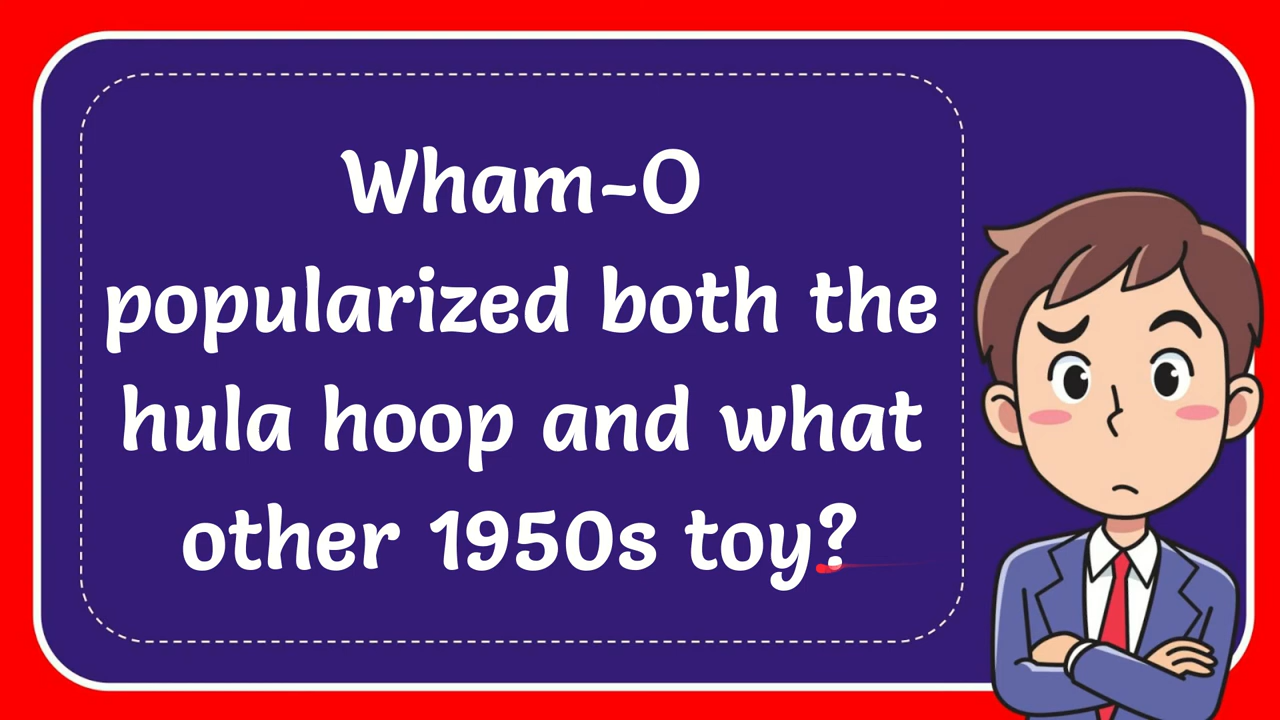 Wham-O
popularized both the
hula hoop and what
other 1950s toy?